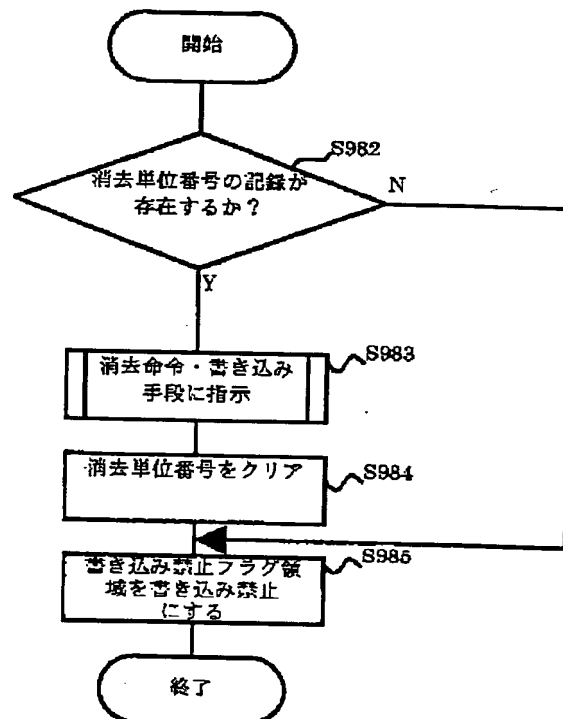 開始
S982
消去単位番号の記録が
存在するか？
N
Y
S983
消去命令・書き込み
手段に指示
消去単位番号をクリア
S984
S985
書き込み禁止フラグ領
域を書き込み禁止
にする
終了